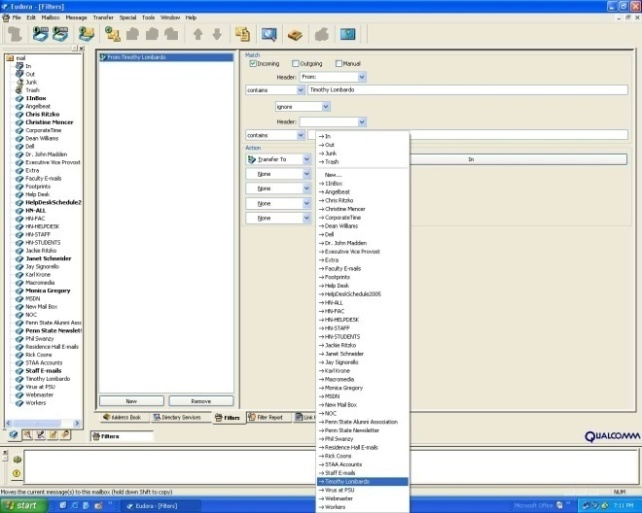 Eudora - [Filters]
File Edit Mailbox Message Transfer Special Tools Window Help
mail
In
Out
Junk
Trash
1InBox
Angelbeat
Chris Ritzko
Christine Mencer
CorporateTime
Dean Williams
Dell
Dr. John Madden
Executive Vice Provost
Extra
Faculty E-mails
Footprints
Help Desk
HelpDeskSchedule2
HN-ALL
HN-FAC
HN-HELPDESK
HN-STAFF
HN-STUDENTS
Jackie Ritzko
Janet Schneider
Jay Signorello
Karl Krone
Macromedia
Monica Gregory
MSDN
New Mail Box
NOC
Penn State Alumni Asso
Penn State Newslett
Phil Swanzy
Residence Hall E-mails
Rick Coons
STAA Accounts
Staff E-mails
Timothy Lombardo
Virus at PSU
Webmaster
Workers
From:Timothy Lombardo
New Remove
Match
Incoming Outgoing Manual
Header: From:
contains Timothy Lombardo
ignore
Header:
contains
Action
Transfer To In
None
None
None
None
In
Out
Junk
Trash
New...
1InBox
Angelbeat
Chris Ritzko
Christine Mencer
CorporateTime
Dean Williams
Dell
Dr. John Madden
Executive Vice Provost
Extra
Faculty E-mails
Footprints
Help Desk
HelpDeskSchedule2005
HN-ALL
HN-FAC
HN-HELPDESK
HN-STAFF
HN-STUDENTS
Jackie Ritzko
Janet Schneider
Jay Signorello
Karl Krone
Macromedia
Monica Gregory
MSDN
New Mail Box
NOC
Penn State Alumni Association
Penn State Newsletter
Phil Swanzy
Residence Hall E-mails
Rick Coons
STAA Accounts
Staff E-mails
Timothy Lombardo
Virus at PSU
Webmaster
Workers
Address Book Directory Services Filters Filter Report Link
Filters
QUALCOMM
Moves the current message(s) to this mailbox (hold down Shift to copy) NUM
start Eudora - [Filters] Microsoft Office 7:11 PM